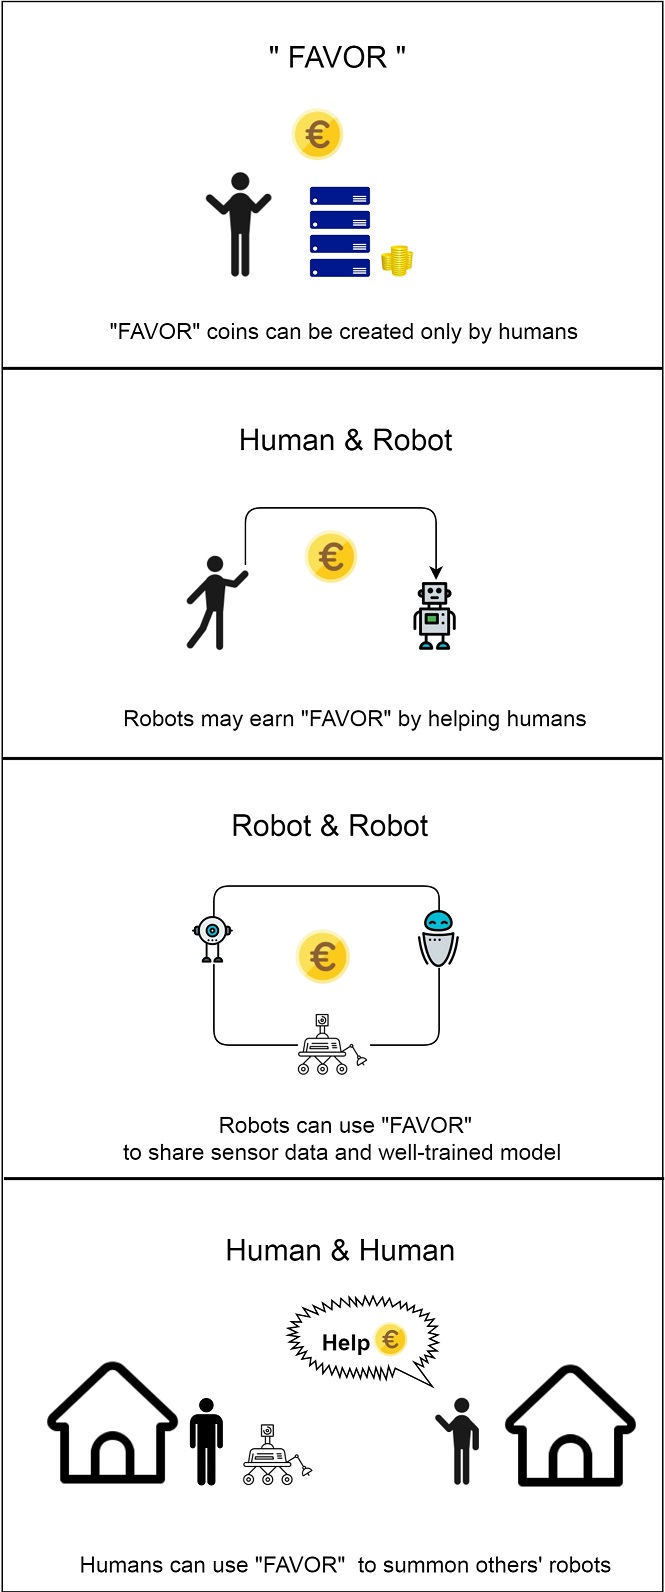 " FAVOR "
€
"FAVOR" coins can be created only by humans
Human & Robot
€
Robots may earn "FAVOR" by helping humans
Robot & Robot
€
Robots can use "FAVOR"
to share sensor data and well-trained model
Human & Human
Help €
Humans can use "FAVOR" to summon others' robots